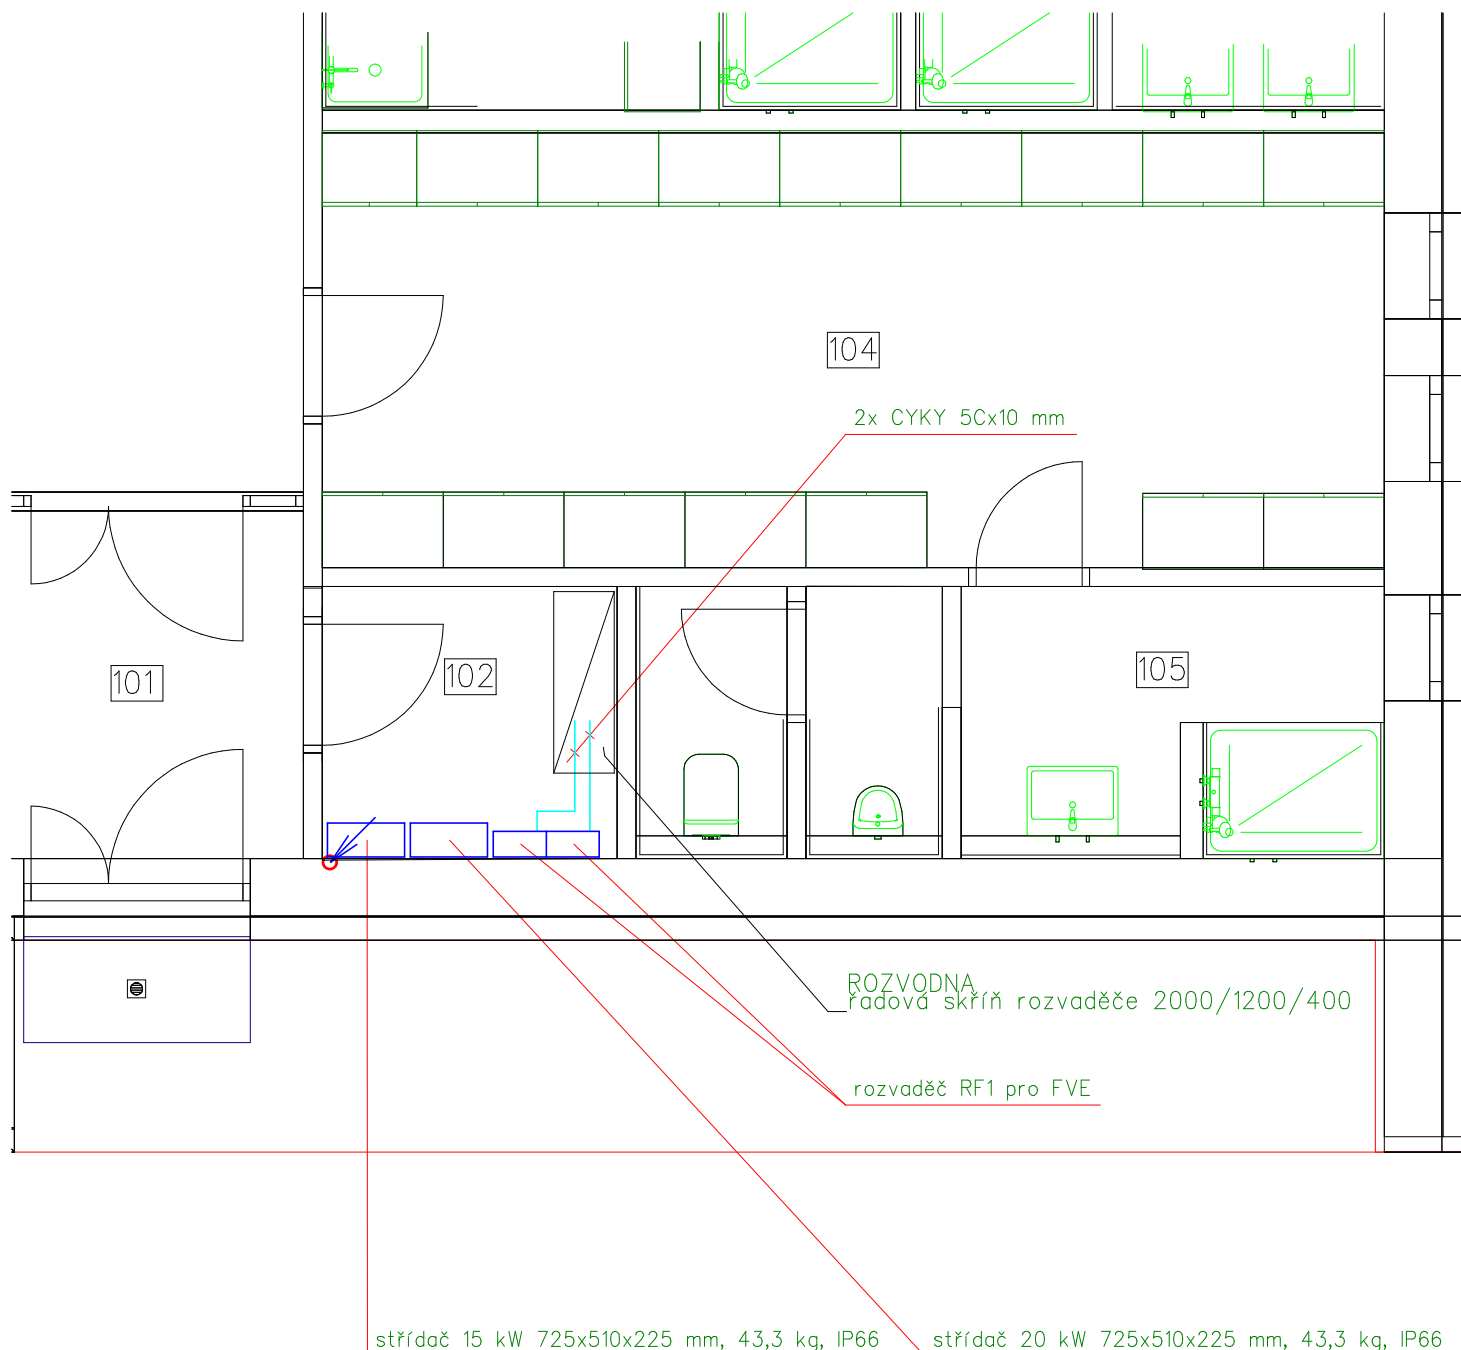 104
2x CYKY 5Cx10 mm
101
102
105
ROZVODNA
řadová skříň rozvaděče 2000/1200/400
rozvaděč RF1 pro FVE
střídač 15 kW 725x510x225 mm, 43,3 kg, IP66
střídač 20 kW 725x510x225 mm, 43,3 kg, IP66